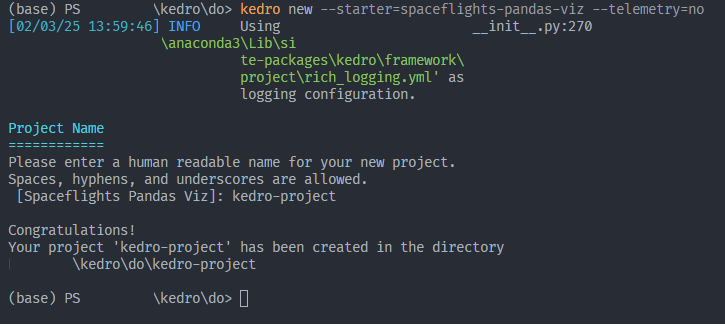 (base) PS \kedro\do> kedro new --starter=spaceflights-pandas-viz --telemetry=no
[02/03/25 13:59:46] INFO Using __init__.py:270
\anaconda3\Lib\si
te-packages\kedro\framework\
project\rich_logging.yml' as
logging configuration.
Project Name
============
Please enter a human readable name for your new project.
Spaces, hyphens, and underscores are allowed.
[Spaceflights Pandas Viz]: kedro-project
Congratulations!
Your project 'kedro-project' has been created in the directory
\kedro\do\kedro-project
(base) PS \kedro\do>